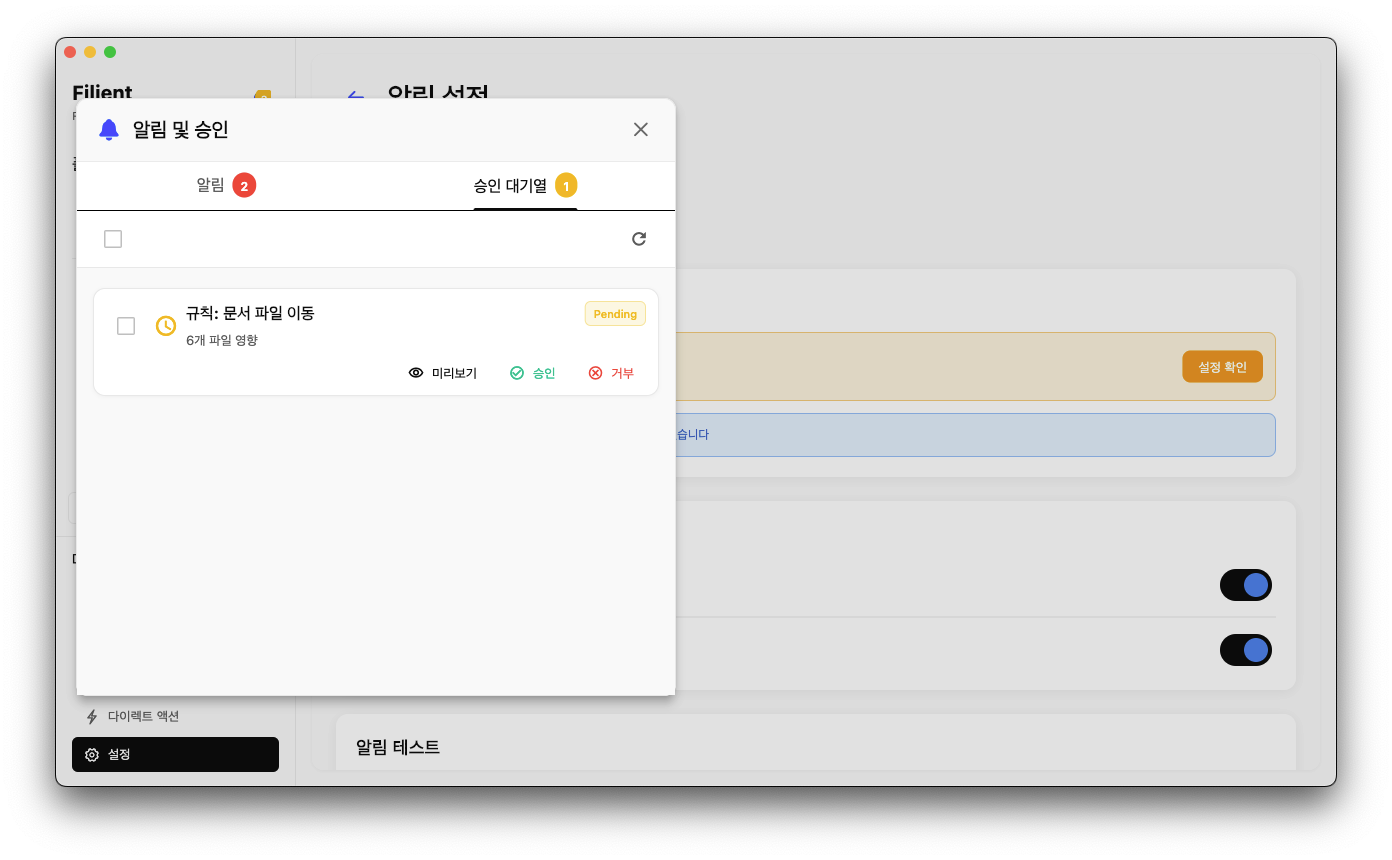 Filient
알림 설정
알림 및 승인
알림 2
승인 대기열 1
규칙: 문서 파일 이동
Pending
6개 파일 영향
미리보기
승인
거부
설정 확인
습니다
다이렉트 액션
설정
알림 테스트